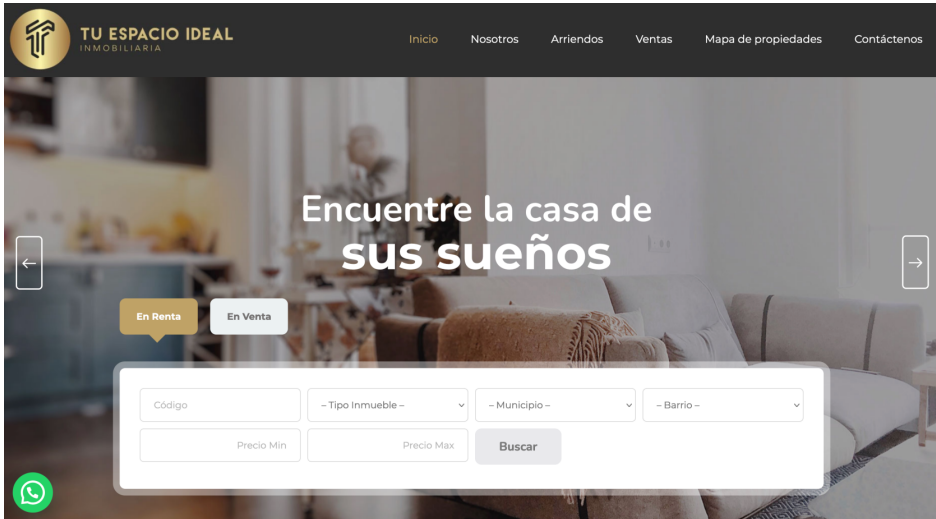 TU ESPACIO IDEAL
INMOBILIARIA
Inicio Nosotros Arriendos Ventas Mapa de propiedades Contáctenos
Encuentre la casa de
sus sueños
En Renta En Venta
Código – Tipo Inmueble – – Municipio – – Barrio –
Precio Min Precio Max Buscar